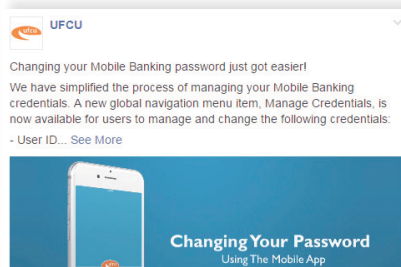 ufcu
UFCU
Changing your Mobile Banking password just got easier!
We have simplified the process of managing your Mobile Banking
credentials. A new global navigation menu item, Manage Credentials, is
now available for users to manage and change the following credentials:
- User ID... See More
Changing Your Password
Using The Mobile App
ufcu